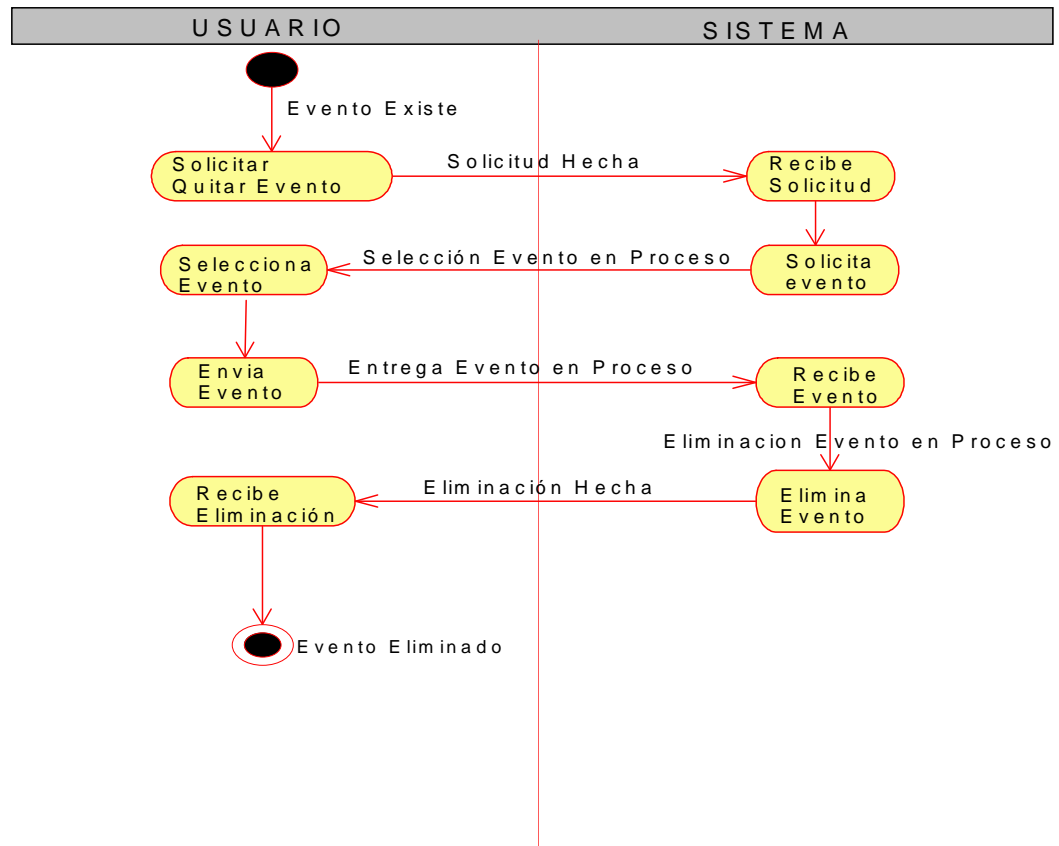 USUARIO
SISTEMA
Evento Existe
Solicitar
Quitar Evento
Solicitud Hecha
Recibe
Solicitud
Selecciona
Evento
Selección Evento en Proceso
Solicita
evento
Envia
Evento
Entrega Evento en Proceso
Recibe
Evento
Eliminacion Evento en Proceso
Recibe
Eliminación
Eliminación Hecha
Elimina
Evento
Evento Eliminado